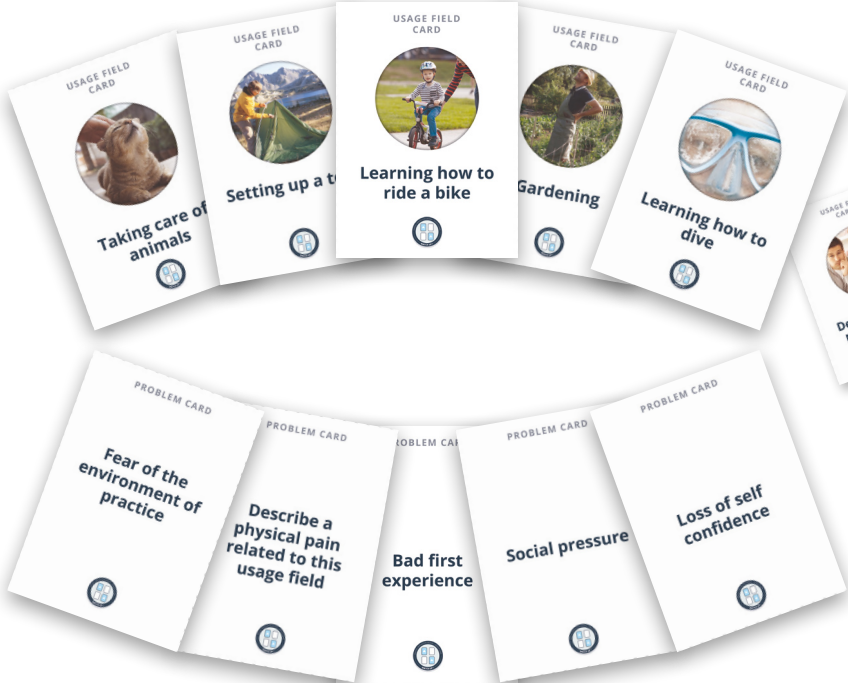 USAGE FIELD
CARD
Taking care of
animals
USAGE FIELD
CARD
Setting up a
USAGE FIELD
CARD
Learning how to
ride a bike
USAGE FIELD
CARD
Gardening
USAGE FIELD
CARD
Learning how to
dive
USAGE
PROBLEM CARD
Fear of the
environment of
practice
PROBLEM CARD
Describe a
physical pain
related to this
usage field
PROBLEM CARD
Bad first
experience
PROBLEM CARD
Social pressure
PROBLEM CARD
Loss of self
confidence